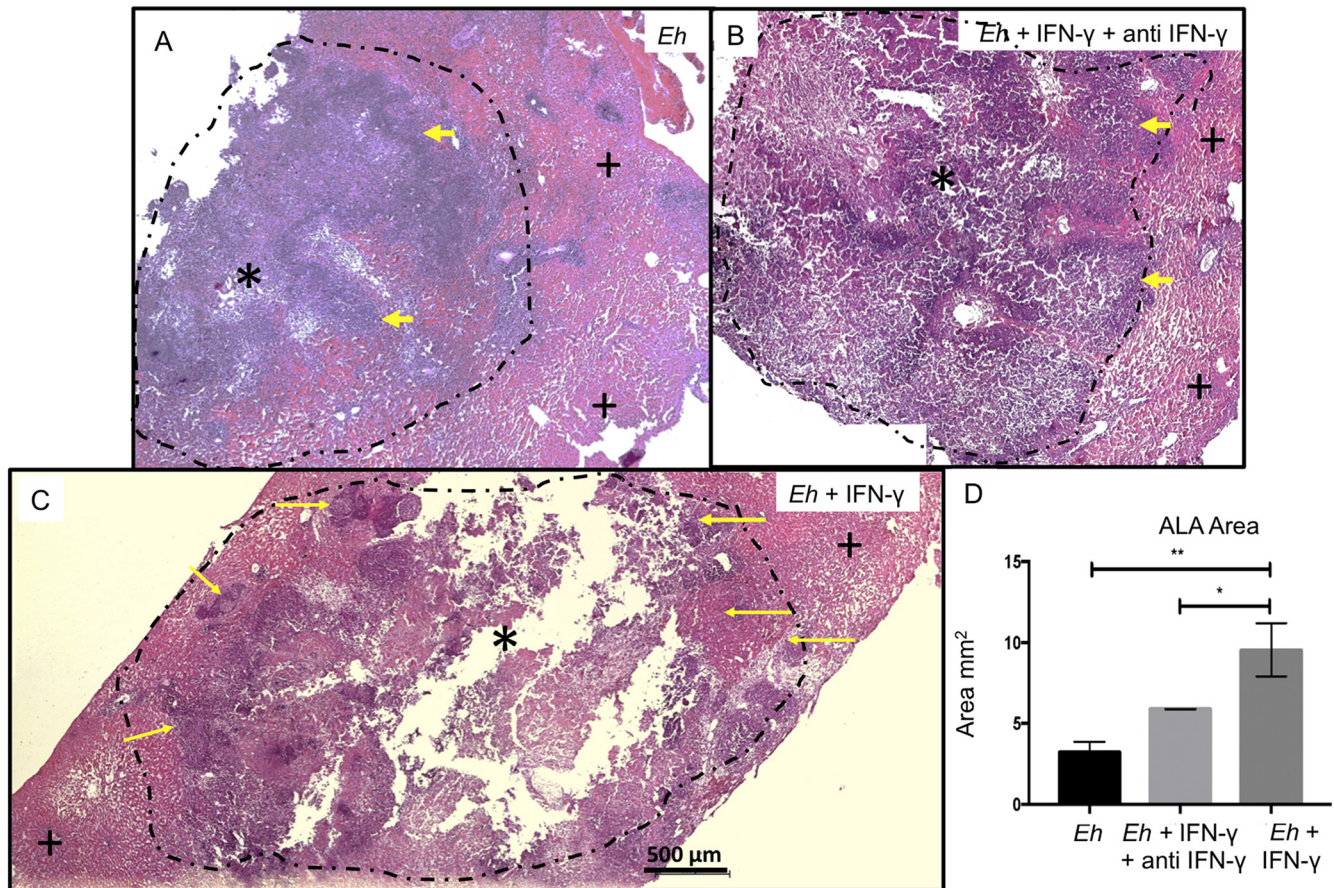 A
Eh
B
Eh + IFN-γ + anti IFN-γ
*
+
+
*
+
+
C
Eh + IFN-γ
*
+
+
500 µm
D
ALA Area
**
*
15
10
5
0
Area mm²
Eh
Eh + IFN-γ
+ anti IFN-γ
Eh +
IFN-γ